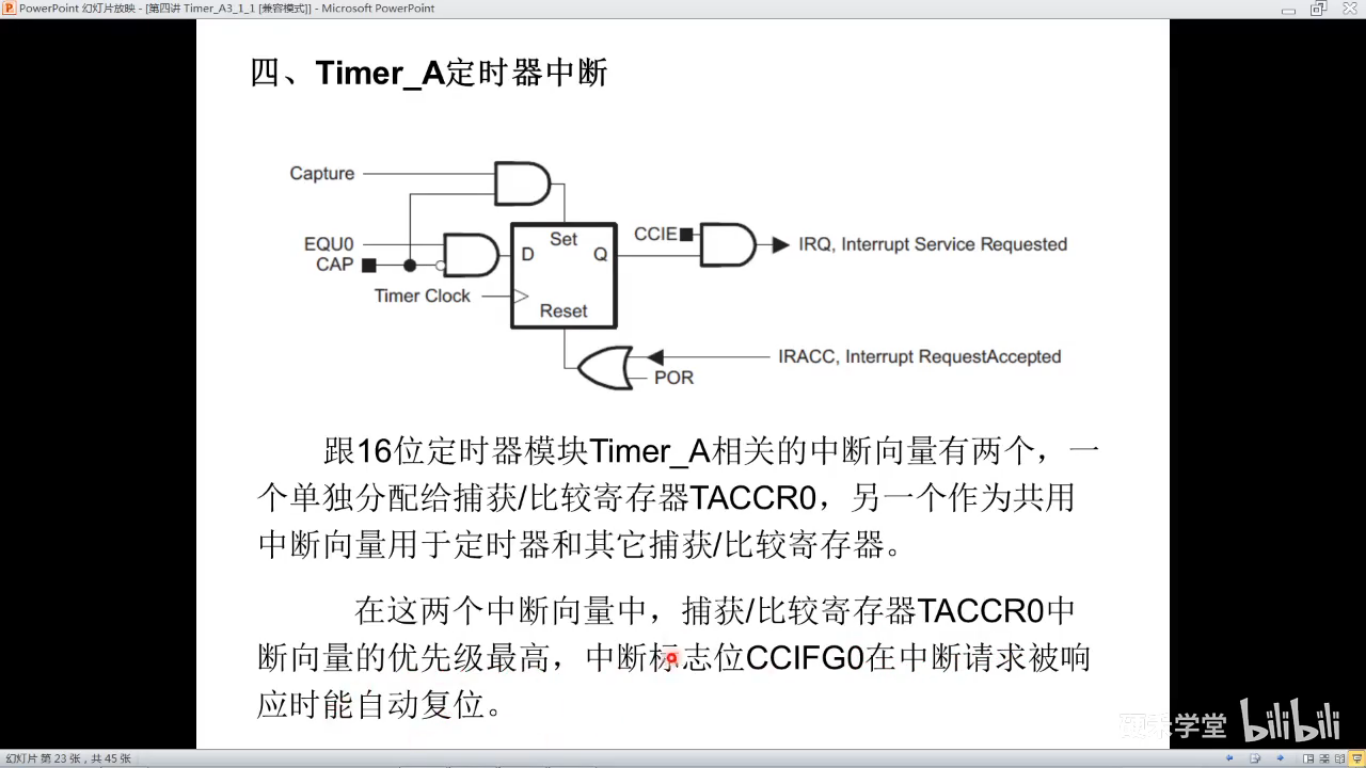 PowerPoint 幻灯片放映 - [第四讲 Timer_A3_1_1 [兼容模式]] - Microsoft PowerPoint
四、Timer_A定时器中断
Capture
EQU0
CAP
Timer Clock
Set
D
Q
Reset
CCIE
IRQ, Interrupt Service Requested
IRACC, Interrupt RequestAccepted
POR
跟16位定时器模块Timer_A相关的中断向量有两个，一
个单独分配给捕获/比较寄存器TACCR0，另一个作为共用
中断向量用于定时器和其它捕获/比较寄存器。
在这两个中断向量中，捕获/比较寄存器TACCR0中
断向量的优先级最高，中断标志位CCIFG0在中断请求被响
应时能自动复位。
学堂 bilibili
幻灯片 第 23 张，共 45 张